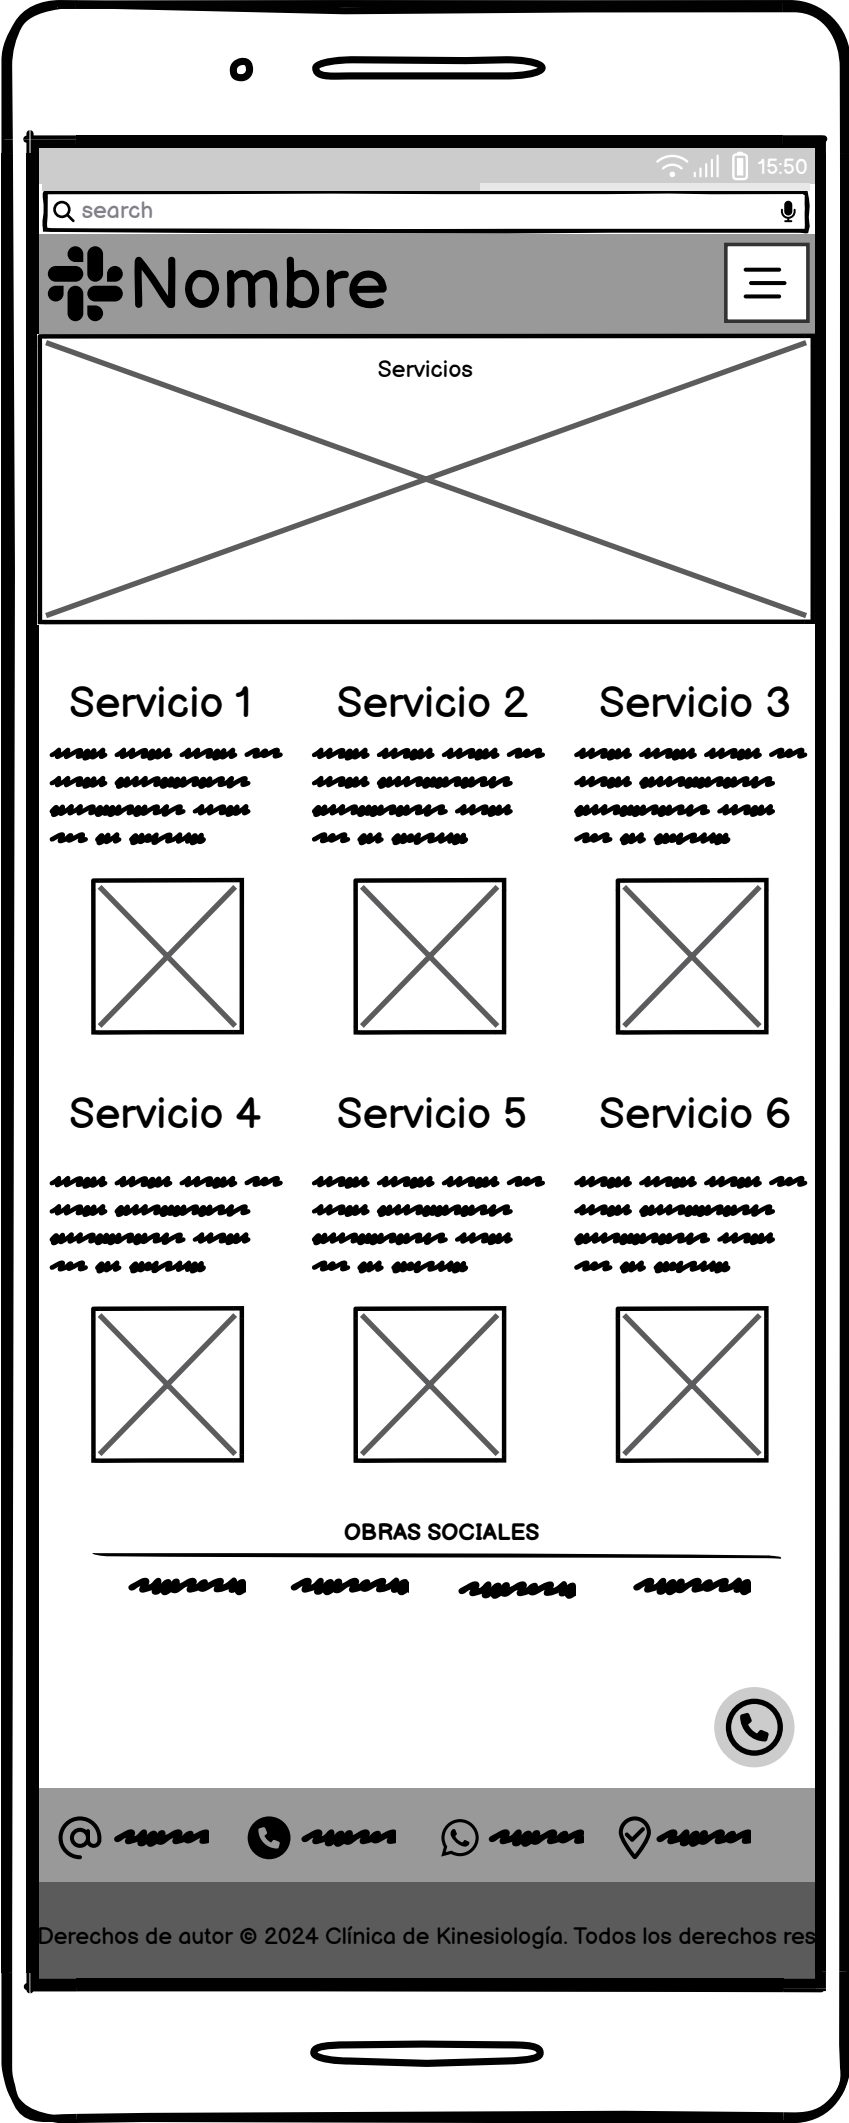 15:50
search
Nombre
Servicios
Servicio 1 Servicio 2 Servicio 3
Servicio 4 Servicio 5 Servicio 6
OBRAS SOCIALES
Derechos de autor © 2024 Clínica de Kinesiología. Todos los derechos res